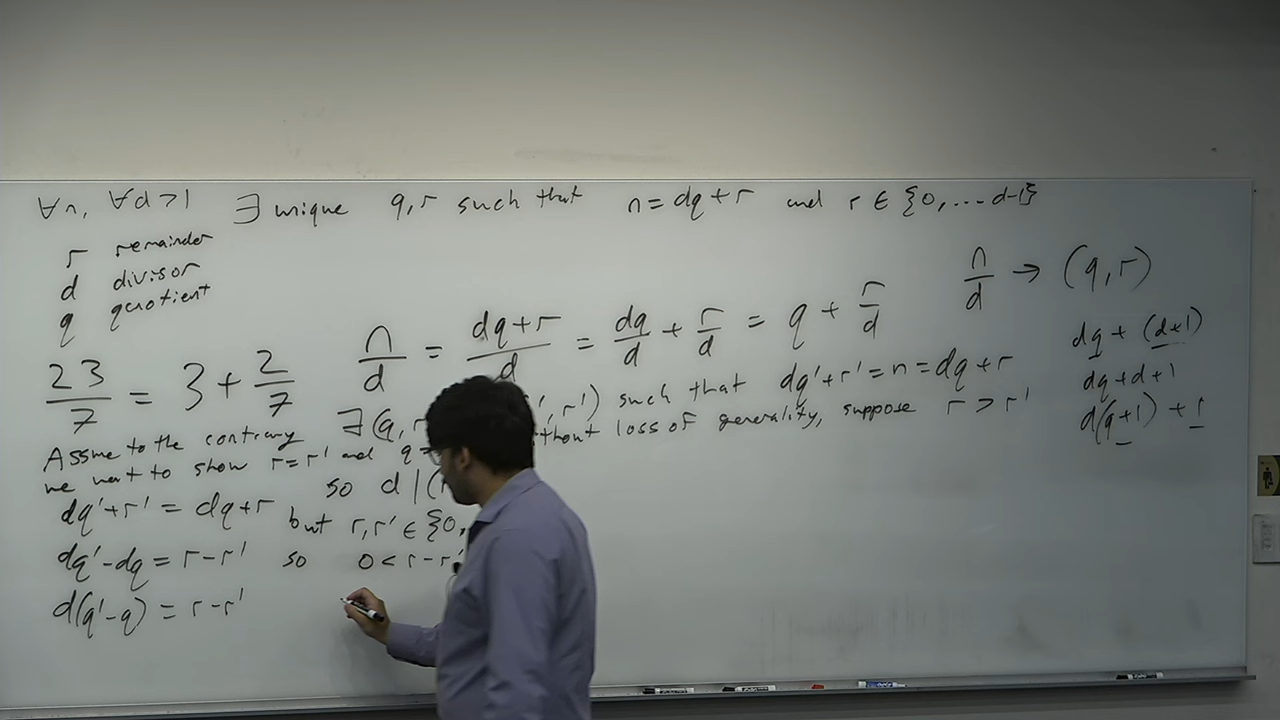 ∀n, ∀d>1 ∃ unique q,r such that n=dq+r and r∈{0,...d-1}
r remainder
d divisor
q quotient
n/d → (q,r)
23/7 = 3 + 2/7
n/d = (dq+r)/d = dq/d + r/d = q + r/d
dq + (d+1)
dq+d+1
d(q+1) + 1
Assume to the contrary ∃(q, , r') such that dq'+r'=n=dq+r
we want to show r=r' and loss of generality, suppose r>r'
dq'+r' = dq+r so d|(
but r,r'∈{0,
dq'-dq=r-r' so 0<r-r'
d(q'-q) = r-r'